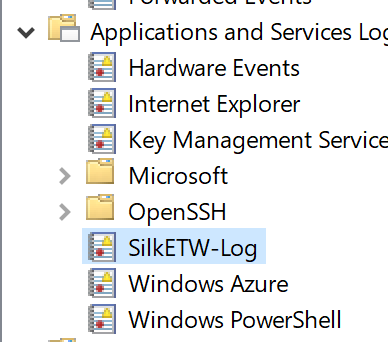 Forwarded Events
Applications and Services Log
Hardware Events
Internet Explorer
Key Management Service
Microsoft
OpenSSH
SilkETW-Log
Windows Azure
Windows PowerShell